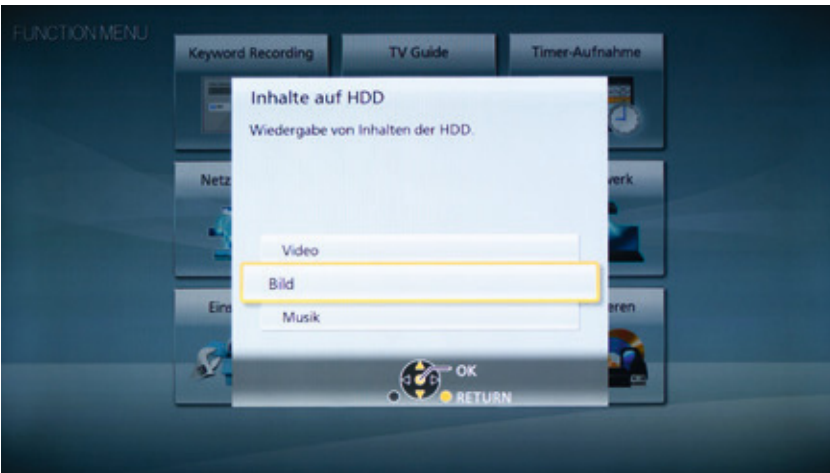 FUNCTION MENU
Keyword Recording
TV Guide
Timer-Aufnahme
Inhalte auf HDD
Wiedergabe von Inhalten der HDD.
Netz
werk
Video
Bild
Eins
eren
Musik
OK
RETURN